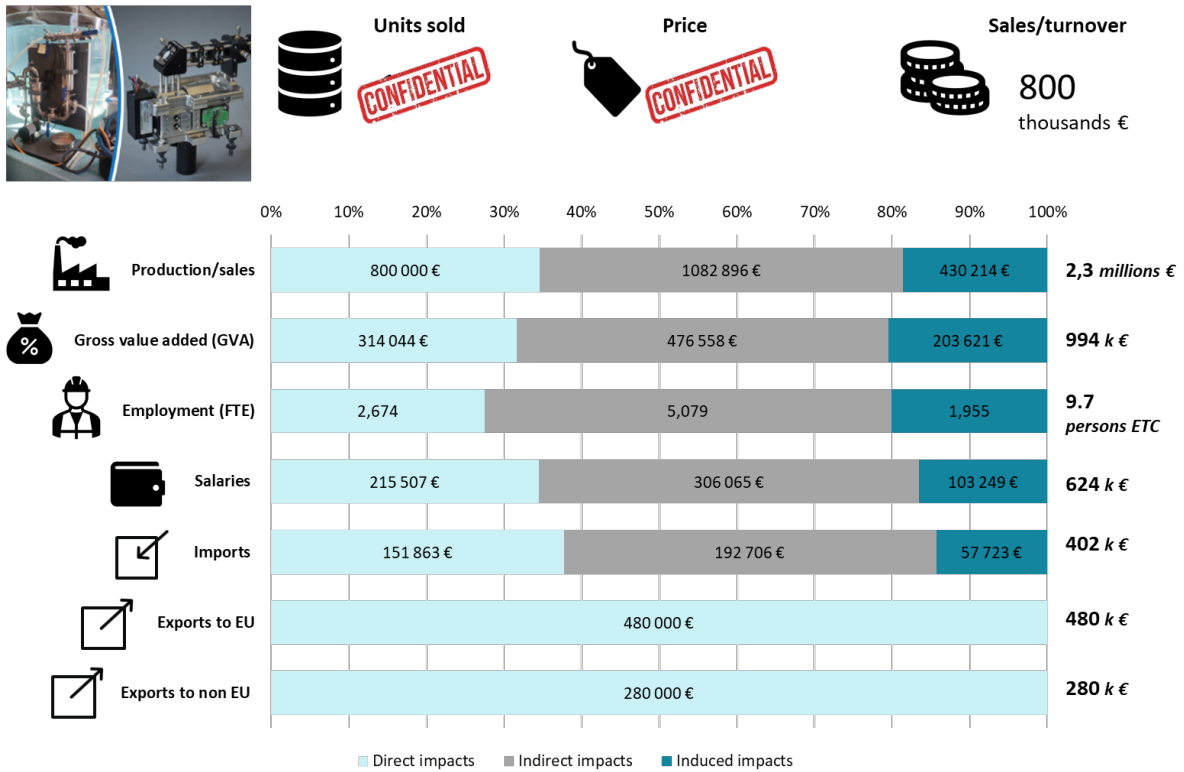 Units sold
Price
Sales/turnover
CONFIDENTIAL
CONFIDENTIAL
800
thousands €
0%
10%
20%
30%
40%
50%
60%
70%
80%
90%
100%
Production/sales
800 000 €
1082 896 €
430 214 €
2,3 millions €
%
Gross value added (GVA)
314 044 €
476 558 €
203 621 €
994 k €
Employment (FTE)
2,674
5,079
1,955
9.7
persons ETC
Salaries
215 507 €
306 065 €
103 249 €
624 k €
Imports
151 863 €
192 706 €
57 723 €
402 k €
Exports to EU
480 000 €
480 k €
Exports to non EU
280 000 €
280 k €
Direct impacts
Indirect impacts
Induced impacts